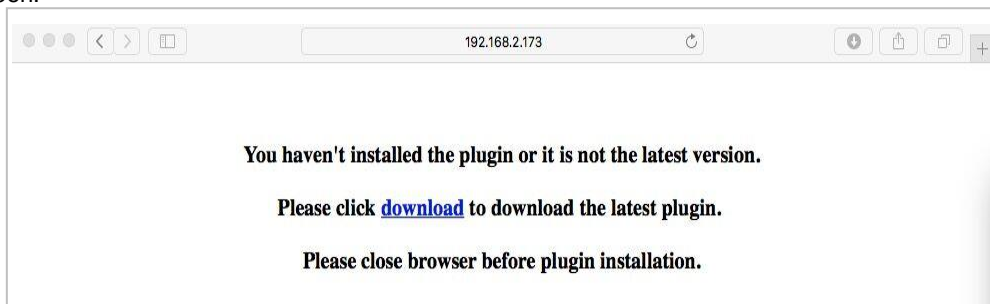 192.168.2.173
You haven't installed the plugin or it is not the latest version.
Please click download to download the latest plugin.
Please close browser before plugin installation.